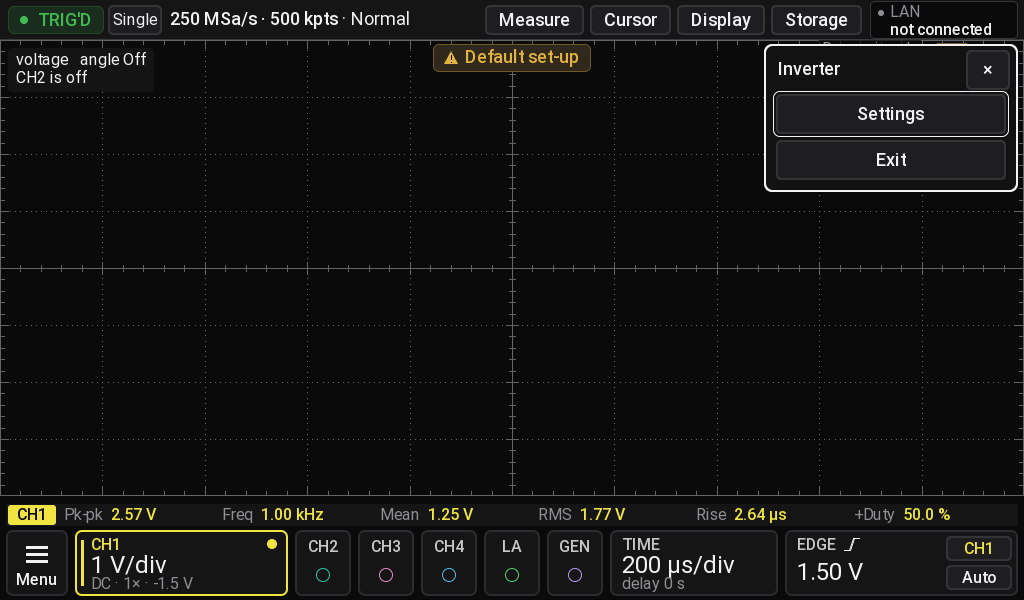 TRIG'D Single 250 MSa/s · 500 kpts · Normal Measure Cursor Display Storage LAN
not connected
voltage angle Off
CH2 is off
Default set-up
Inverter ×
Settings
Exit
CH1 Pk-pk 2.57 V Freq 1.00 kHz Mean 1.25 V RMS 1.77 V Rise 2.64 µs +Duty 50.0 %
Menu
CH1
1 V/div
DC · 1× · -1.5 V
CH2
CH3
CH4
LA
GEN
TIME
200 µs/div
delay 0 s
EDGE
1.50 V
CH1
Auto